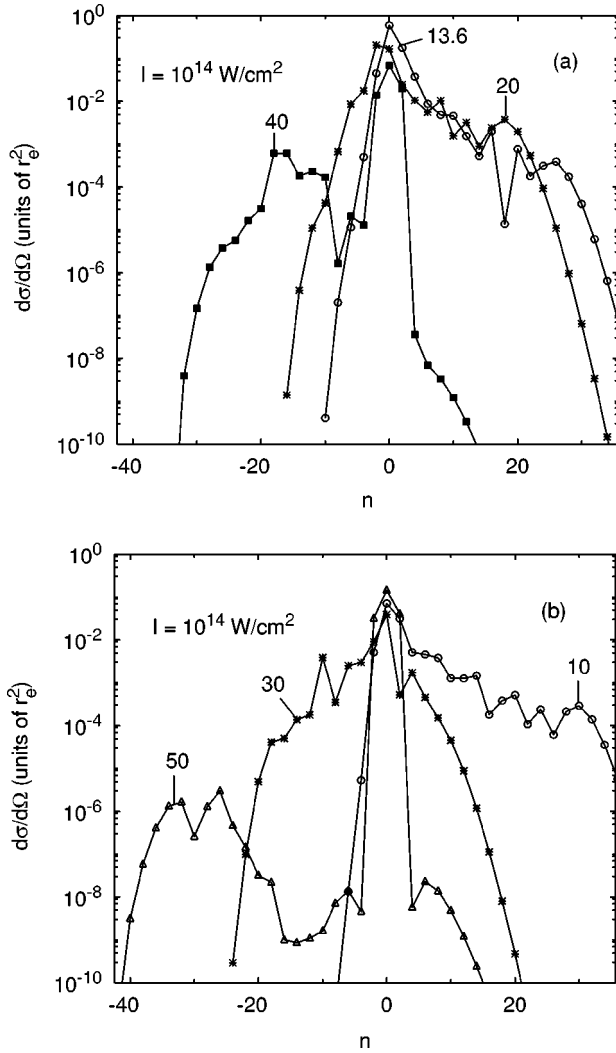 10^0
13.6
(a)
I = 10^14 W/cm^2
10^-2
40
20
10^-4
10^-6
10^-8
10^-10
dσ/dΩ (units of r_e^2)
-40 -20 0 20
n
10^0
(b)
I = 10^14 W/cm^2
10^-2
30
10
10^-4
50
10^-6
10^-8
10^-10
dσ/dΩ (units of r_e^2)
-40 -20 0 20
n